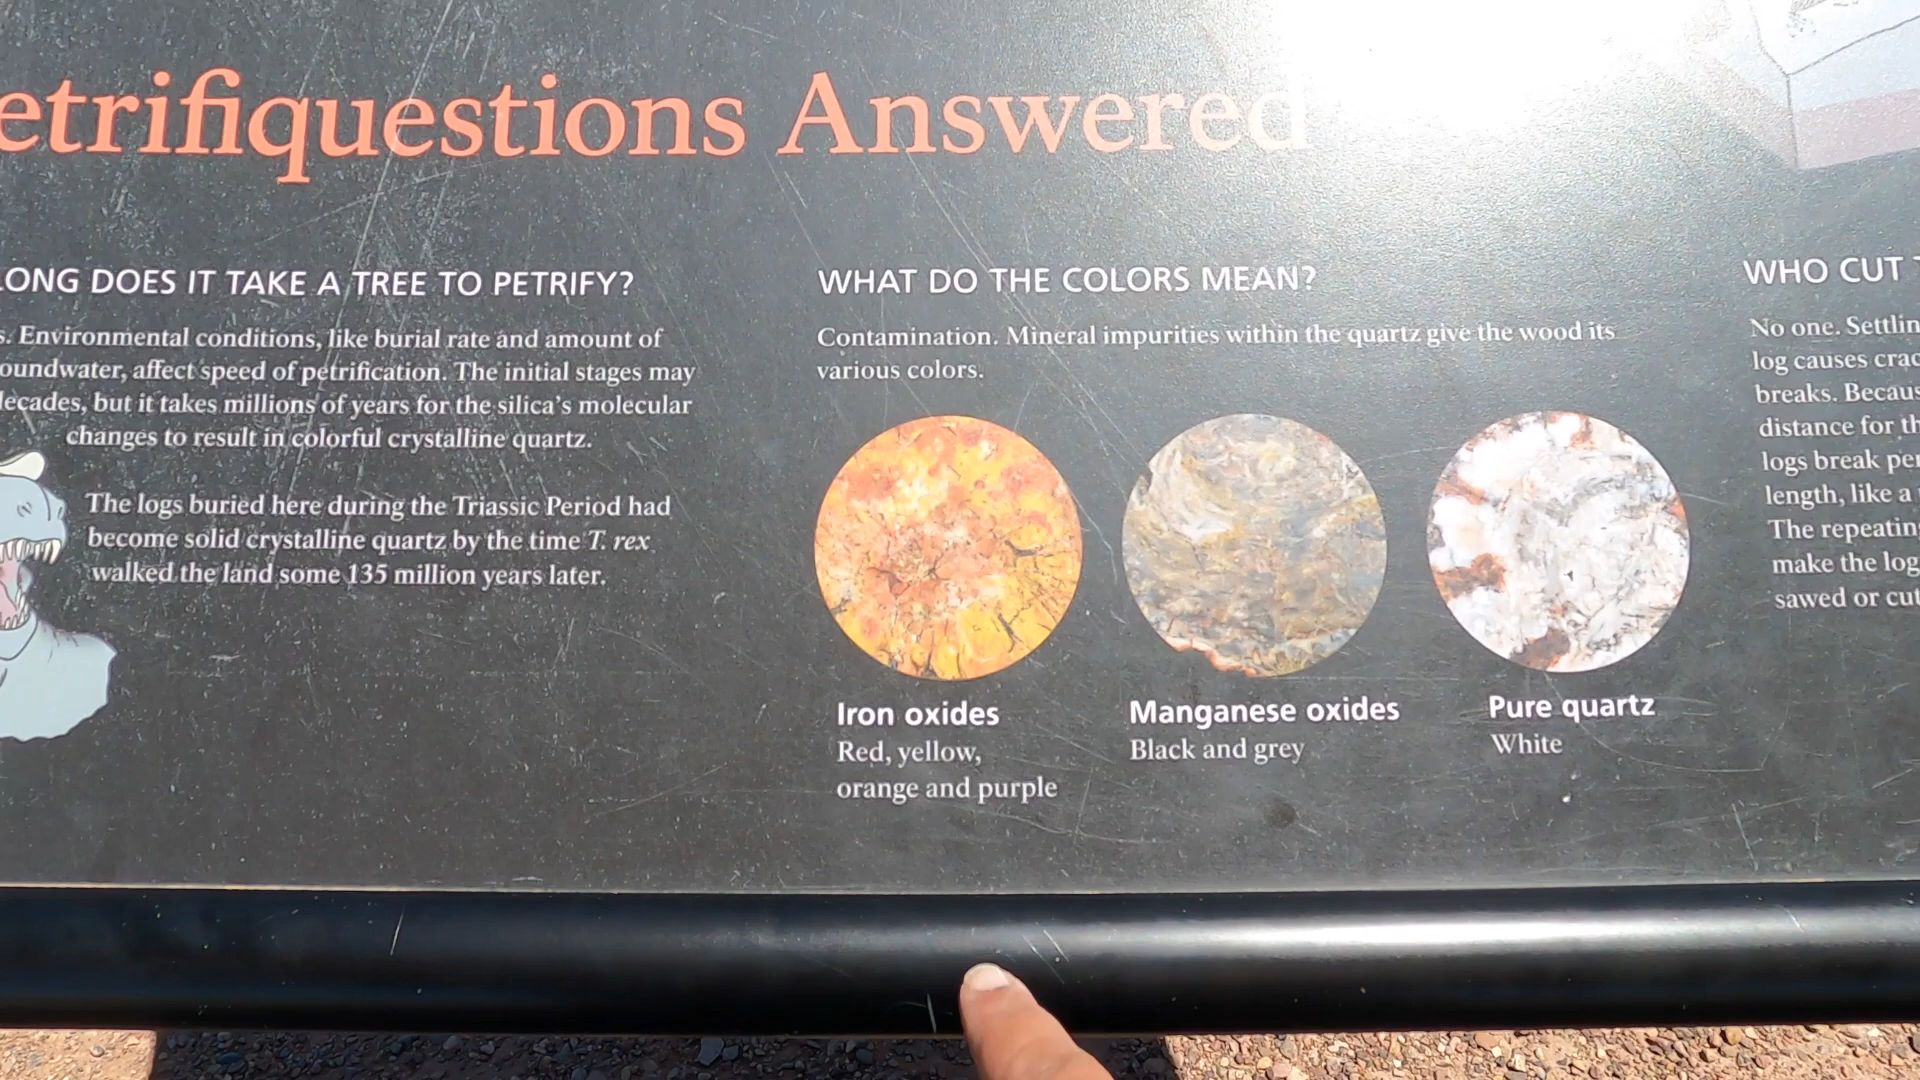 etrifiquestions Answered
LONG DOES IT TAKE A TREE TO PETRIFY?
s. Environmental conditions, like burial rate and amount of
oundwater, affect speed of petrification. The initial stages may
decades, but it takes millions of years for the silica's molecular
changes to result in colorful crystalline quartz.
The logs buried here during the Triassic Period had
become solid crystalline quartz by the time T. rex
walked the land some 135 million years later.
WHAT DO THE COLORS MEAN?
Contamination. Mineral impurities within the quartz give the wood its
various colors.
Iron oxides
Red, yellow,
orange and purple
Manganese oxides
Black and grey
Pure quartz
White
WHO CUT T
No one. Settlin
log causes crac
breaks. Becaus
distance for th
logs break per
length, like a
The repeating
make the log
sawed or cut